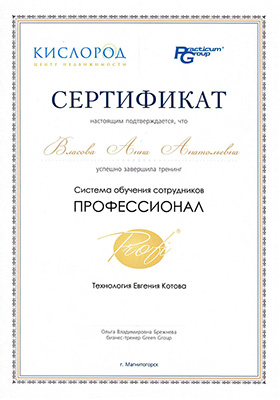 КИСЛОРОД
ЦЕНТР НЕДВИЖИМОСТИ
Practicum
Group
СЕРТИФИКАТ
настоящим подтверждается, что
Власова Анна Анатольевна
успешно завершила тренинг
Система обучения сотрудников
ПРОФЕССИОНАЛ
Profi
Технология Евгения Котова
Ольга Владимировна Брежнева
бизнес-тренер Green Group
г. Магнитогорск